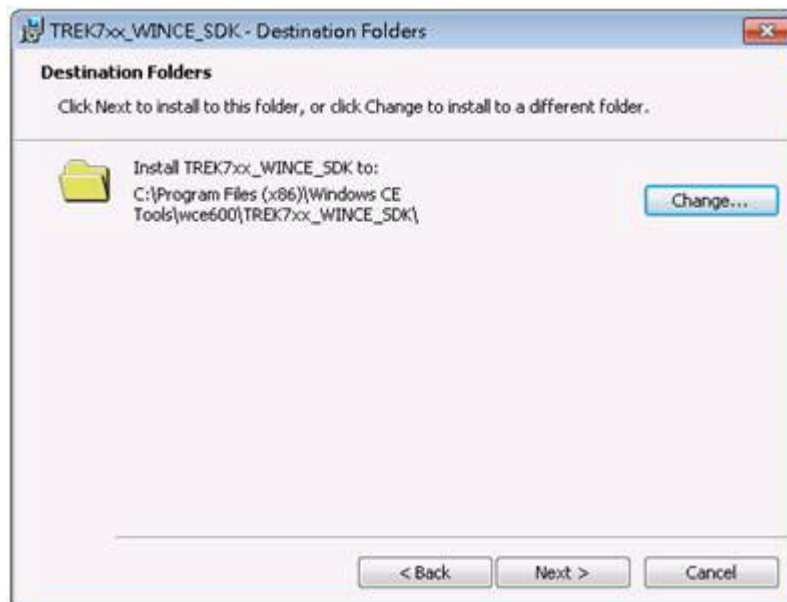 TREK7xx_WINCE_SDK - Destination Folders
Destination Folders
Click Next to install to this folder, or click Change to install to a different folder.
Install TREK7xx_WINCE_SDK to:
C:\Program Files (x86)\Windows CE
Tools\wce600\TREK7xx_WINCE_SDK\
Change...
< Back
Next >
Cancel